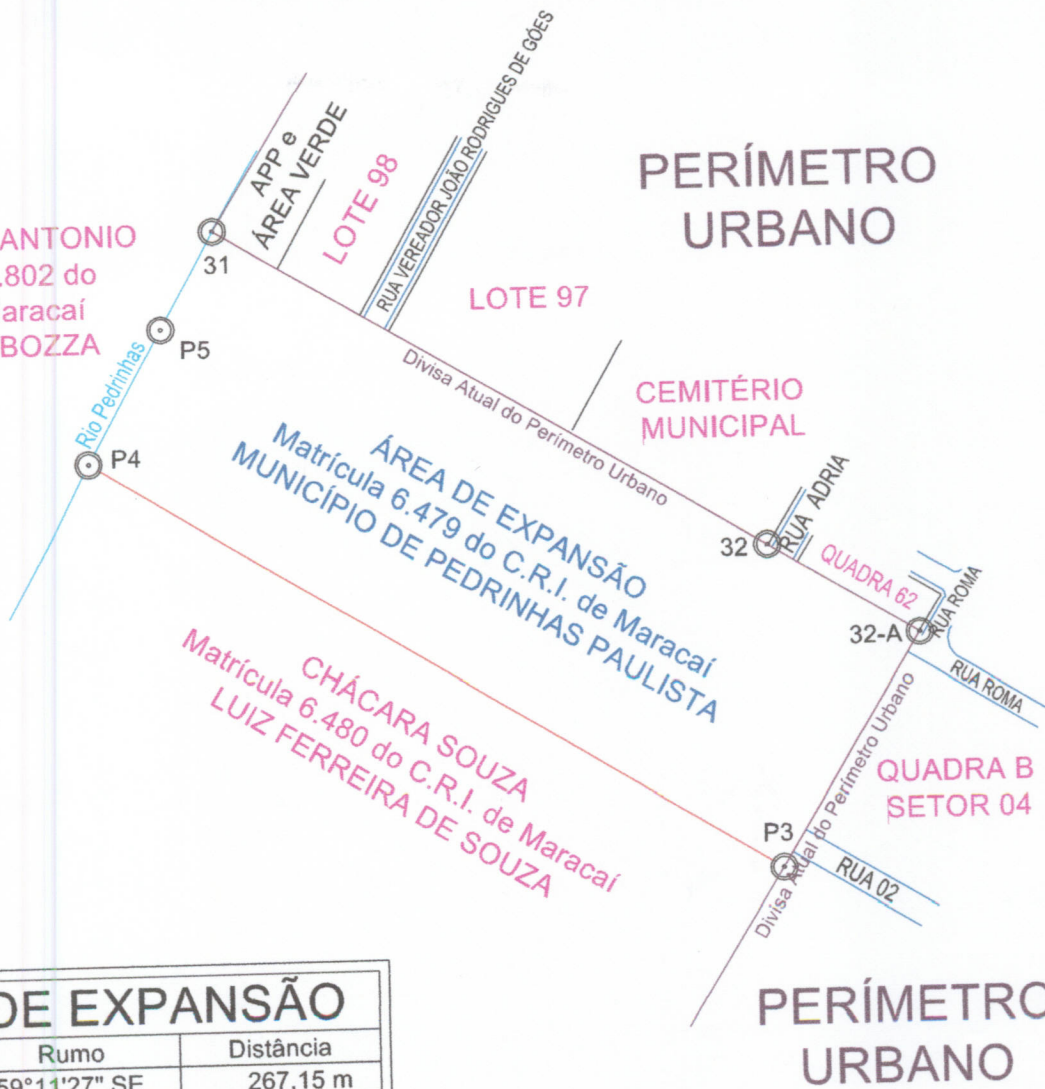 RUA VEREADOR JOÃO RODRIGUES DE GÓES
APP e
ÁREA VERDE
LOTE 98
PERÍMETRO
URBANO
ANTONIO
.802 do
aracaí
BOZZA
31
P5
LOTE 97
Rio Pedrinhas
P4
Divisa Atual do Perímetro Urbano
CEMITÉRIO
MUNICIPAL
ÁREA DE EXPANSÃO
Matrícula 6.479 do C.R.I. de Maracaí
MUNICÍPIO DE PEDRINHAS PAULISTA
32
RUA ADRIA
QUADRA 62
32-A
RUA ROMA
RUA ROMA
CHÁCARA SOUZA
Matrícula 6.480 do C.R.I. de Maracaí
LUIZ FERREIRA DE SOUZA
Divisa Atual do Perímetro Urbano
QUADRA B
SETOR 04
P3
RUA 02
PERÍMETRO
URBANO
DE EXPANSÃO
Rumo Distância
59°11'27" SE 267,15 m